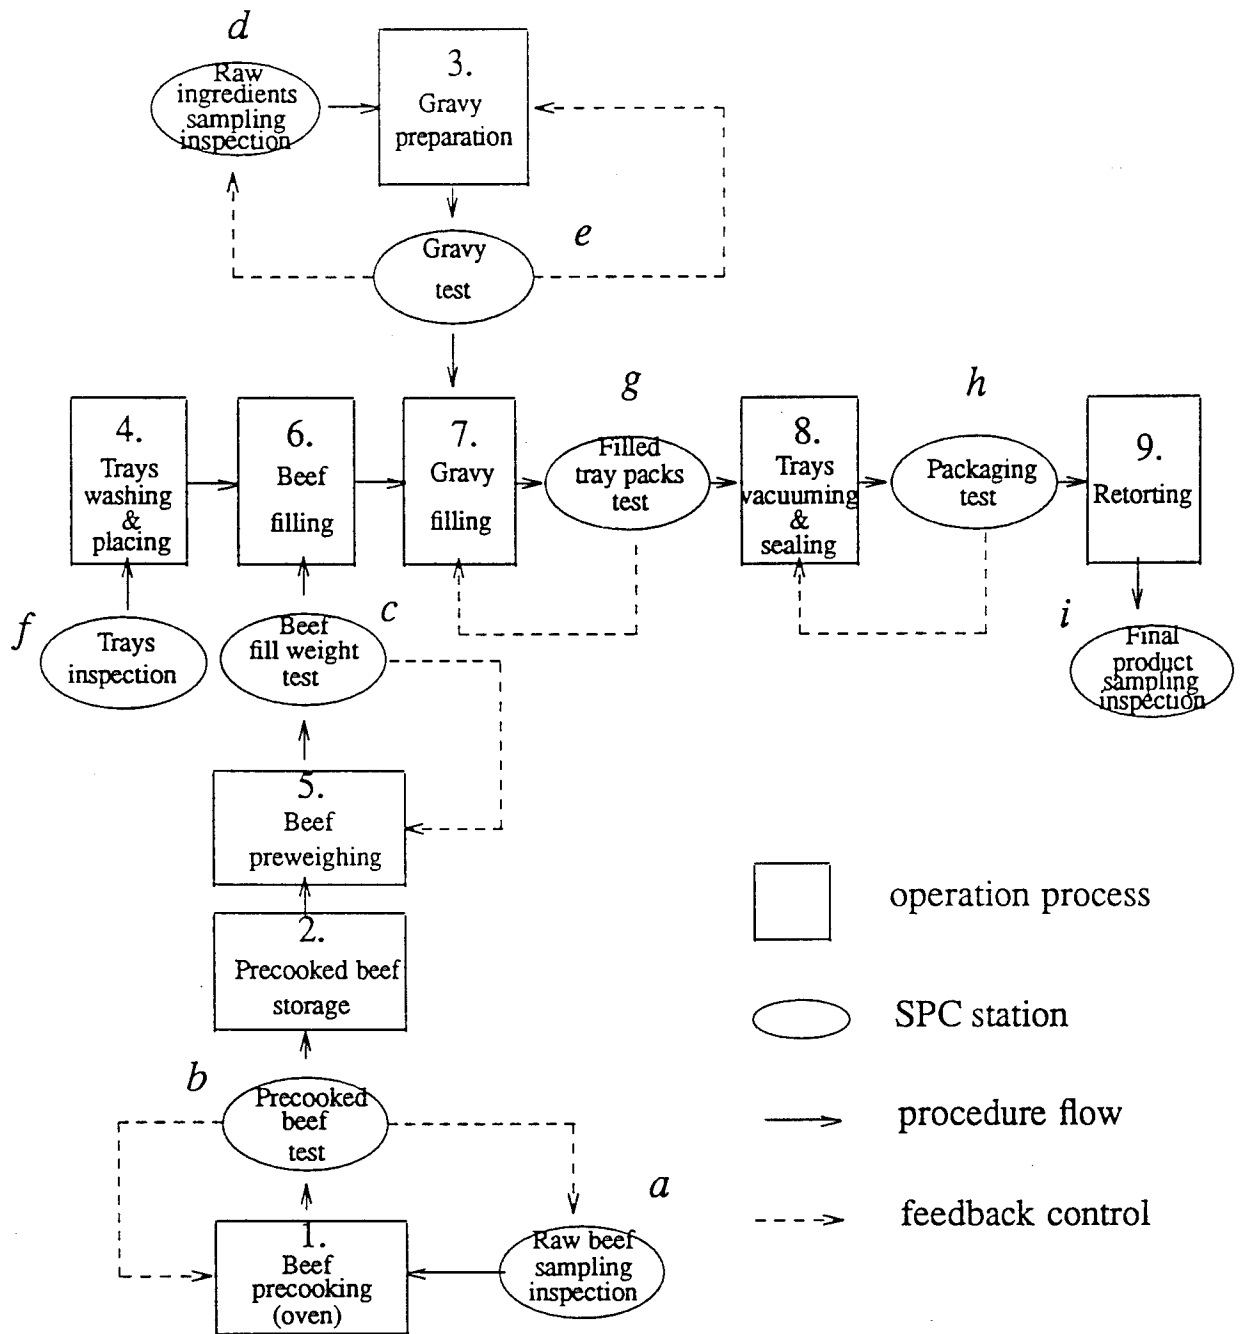 d
Raw
ingredients
sampling
inspection
3.
Gravy
preparation
Gravy
test
e
4.
Trays
washing
&
placing
6.
Beef
filling
7.
Gravy
filling
g
Filled
tray packs
test
8.
Trays
vacuuming
&
sealing
h
Packaging
test
9.
Retorting
f
Trays
inspection
Beef
fill weight
test
c
i
Final
product
sampling
inspection
5.
Beef
preweighing
2.
Precooked beef
storage
b
Precooked
beef
test
1.
Beef
precooking
(oven)
a
Raw beef
sampling
inspection
operation process
SPC station
procedure flow
feedback control